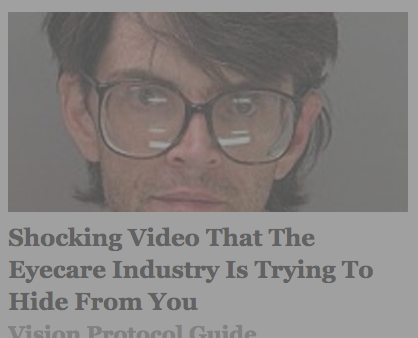 Shocking Video That The
Eyecare Industry Is Trying To
Hide From You
Vision Protocol Guide